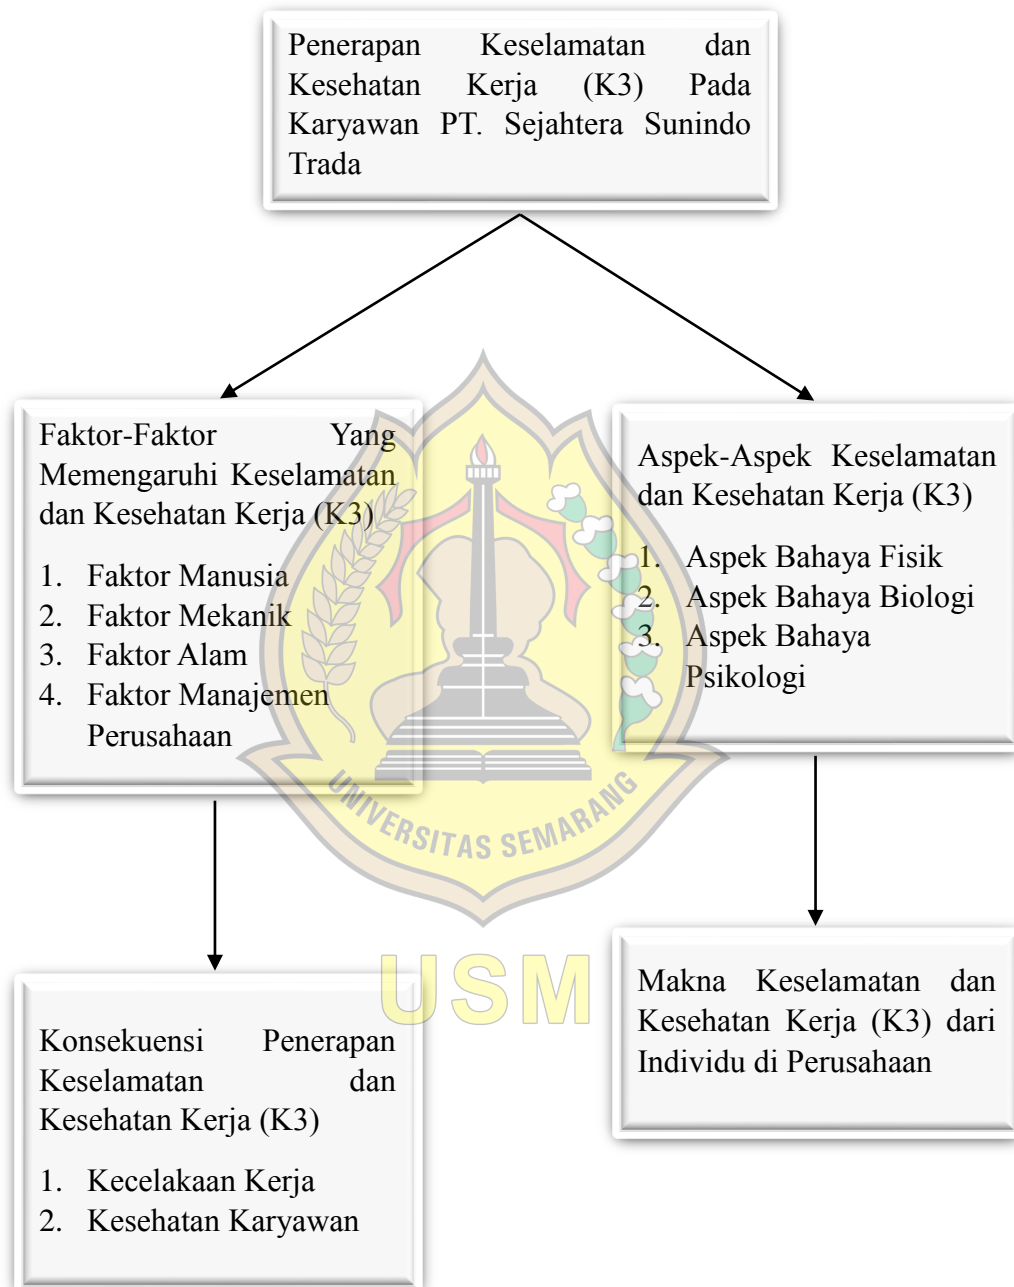 Penerapan Keselamatan dan
Kesehatan Kerja (K3) Pada
Karyawan PT. Sejahtera Sunindo
Trada
Faktor-Faktor Yang
Memengaruhi Keselamatan
dan Kesehatan Kerja (K3)
1. Faktor Manusia
2. Faktor Mekanik
3. Faktor Alam
4. Faktor Manajemen
Perusahaan
Aspek-Aspek Keselamatan
dan Kesehatan Kerja (K3)
1. Aspek Bahaya Fisik
2. Aspek Bahaya Biologi
3. Aspek Bahaya
Psikologi
UNIVERSITAS SEMARANG
USM
Konsekuensi Penerapan
Keselamatan dan
Kesehatan Kerja (K3)
1. Kecelakaan Kerja
2. Kesehatan Karyawan
Makna Keselamatan dan
Kesehatan Kerja (K3) dari
Individu di Perusahaan